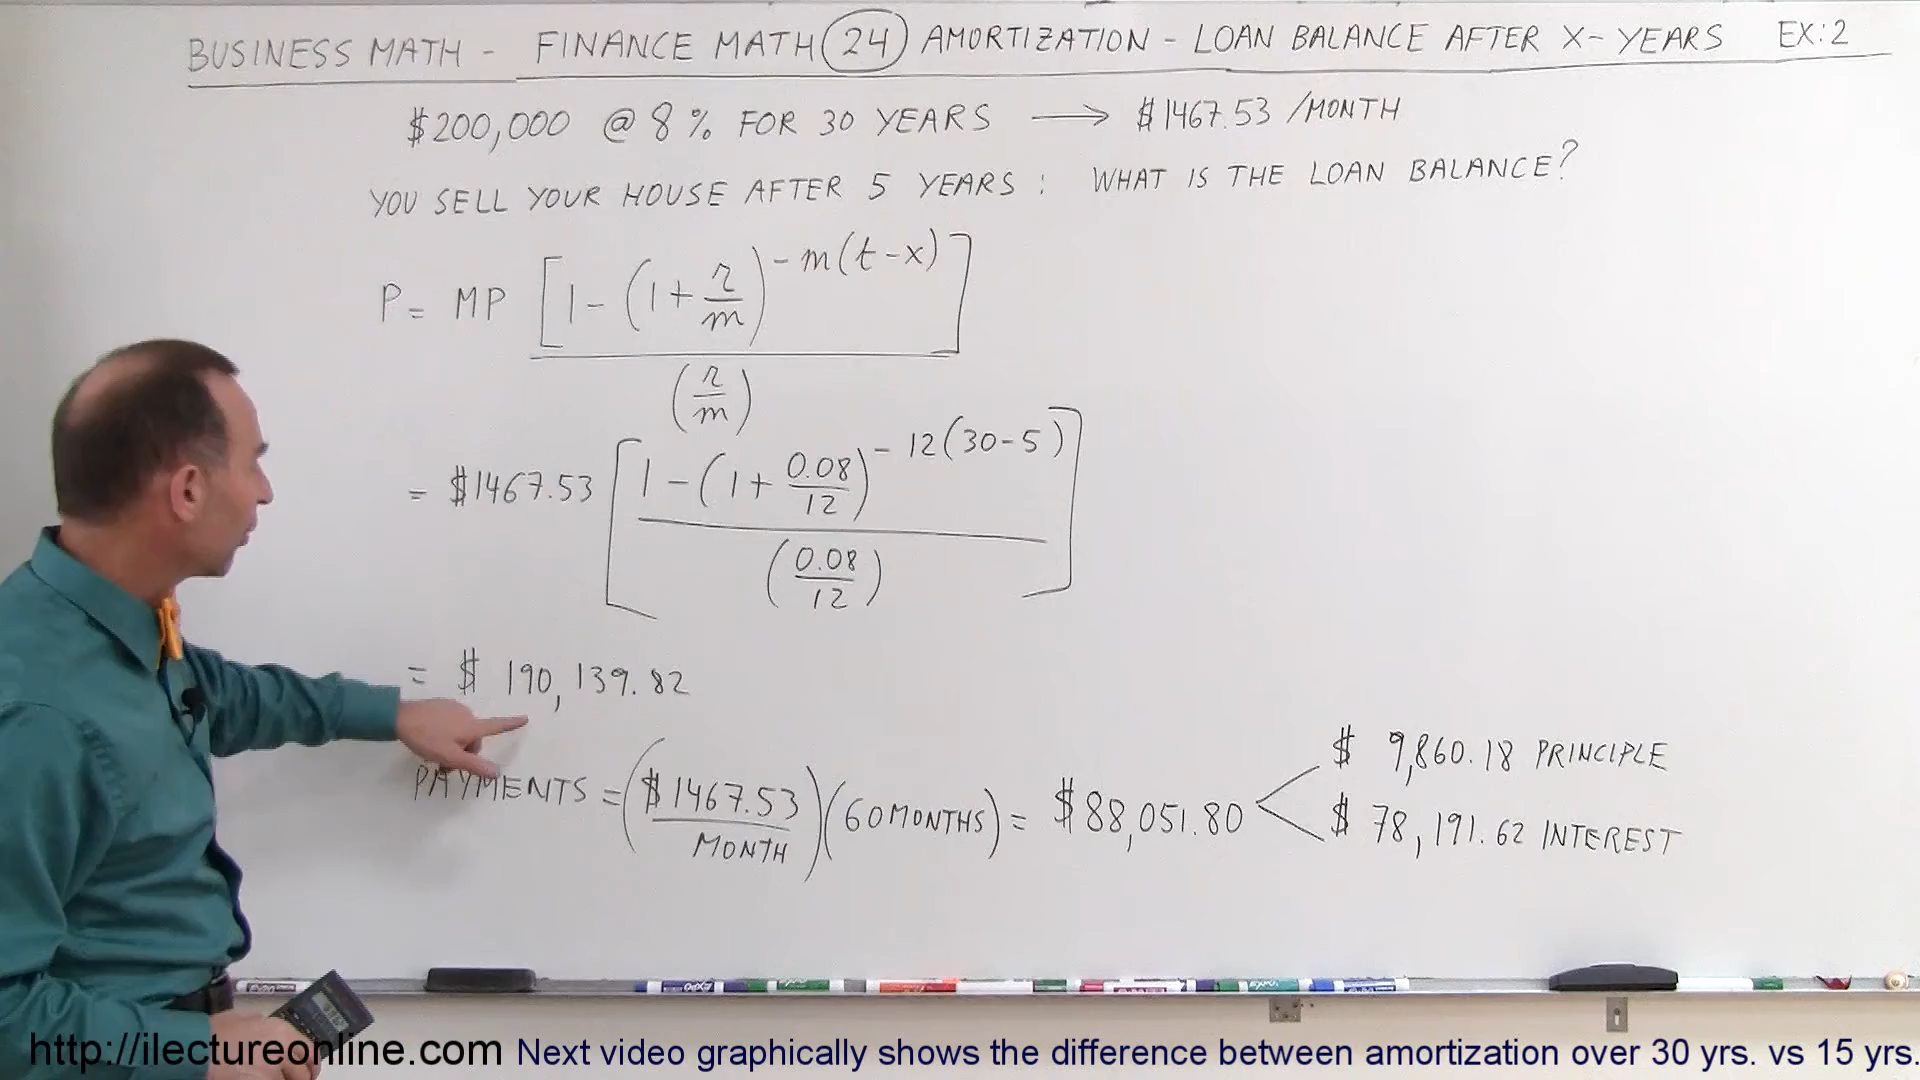 BUSINESS MATH - FINANCE MATH 24 AMORTIZATION - LOAN BALANCE AFTER X-YEARS EX:2
$200,000 @ 8% FOR 30 YEARS → $1467.53 /MONTH
YOU SELL YOUR HOUSE AFTER 5 YEARS: WHAT IS THE LOAN BALANCE?
P = MP [1 - (1 + r/m)^-m(t-x)] / (r/m)
= $1467.53 [(1 - (1 + 0.08/12)^-12(30-5)) / (0.08/12)]
= $ 190,139.82
PAYMENTS = ($1467.53/MONTH)(60 MONTHS) = $88,051.80 < $ 9,860.18 PRINCIPLE
$ 78,191.62 INTEREST
EXPO
http://ilectureonline.com Next video graphically shows the difference between amortization over 30 yrs. vs 15 yrs.